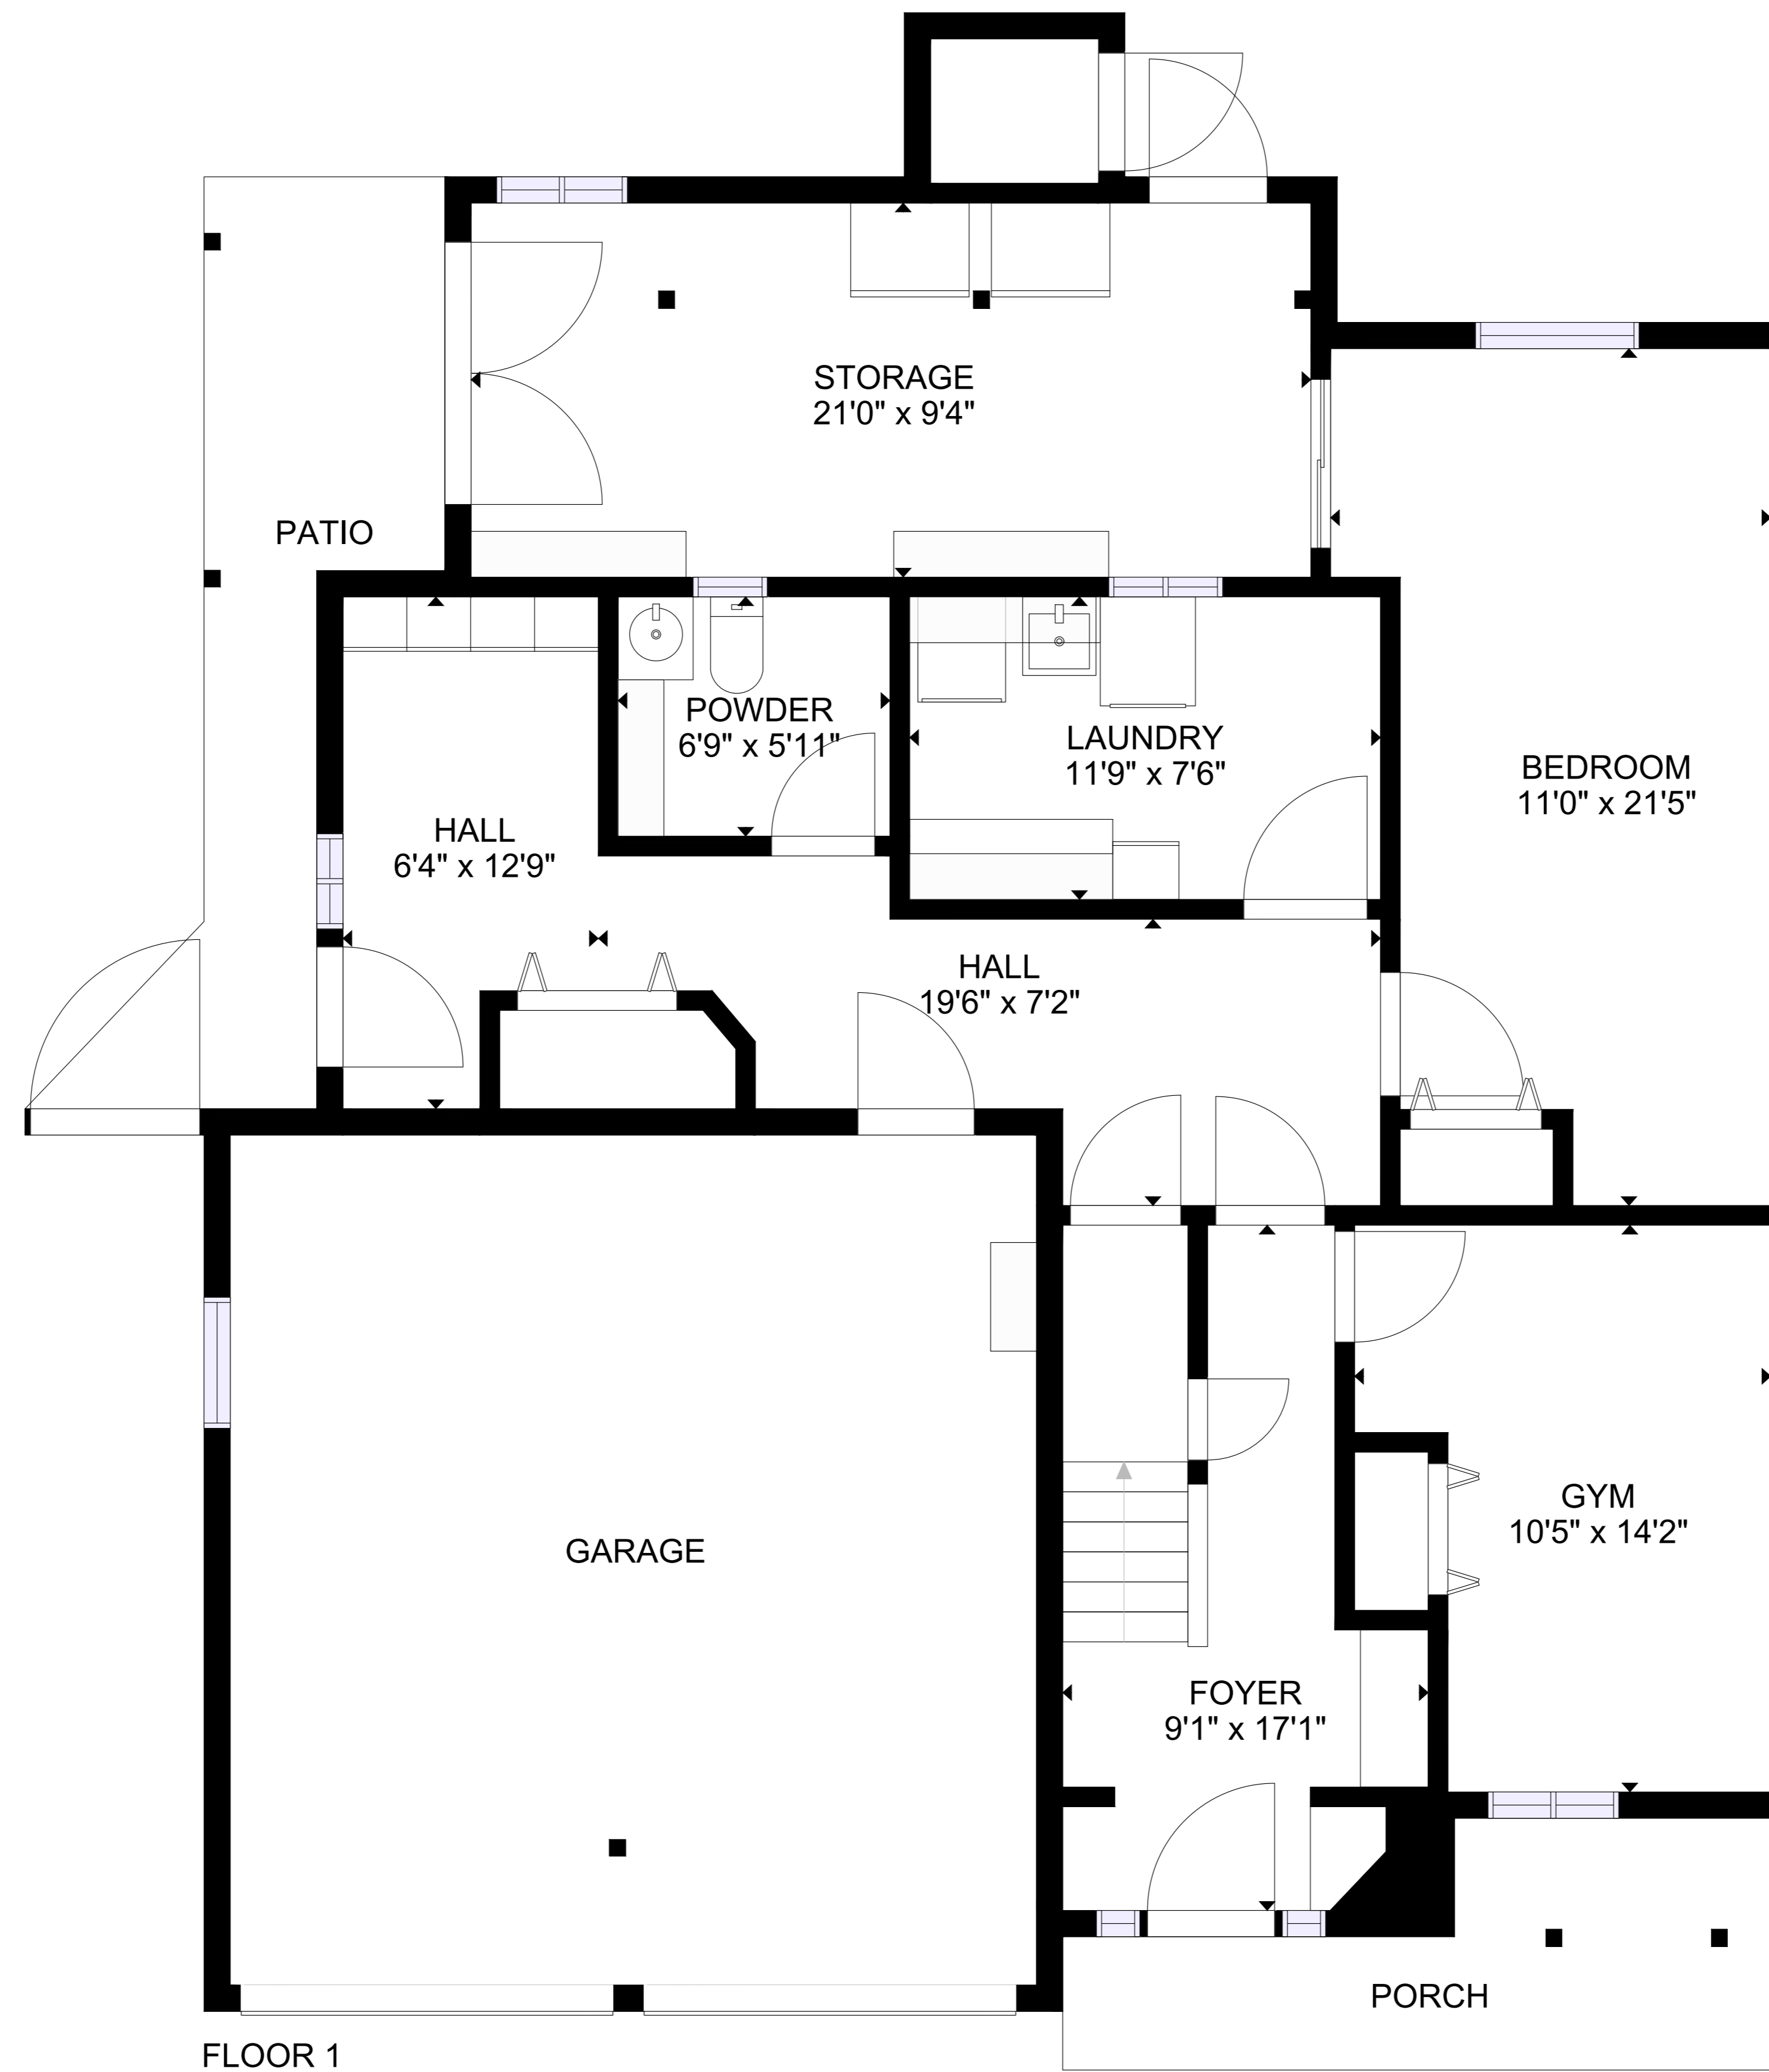 STORAGE
21'0" x 9'4"
PATIO
POWDER
6'9" x 5'11"
LAUNDRY
11'9" x 7'6"
BEDROOM
11'0" x 21'5"
HALL
6'4" x 12'9"
HALL
19'6" x 7'2"
GYM
10'5" x 14'2"
GARAGE
FOYER
9'1" x 17'1"
PORCH
FLOOR 1